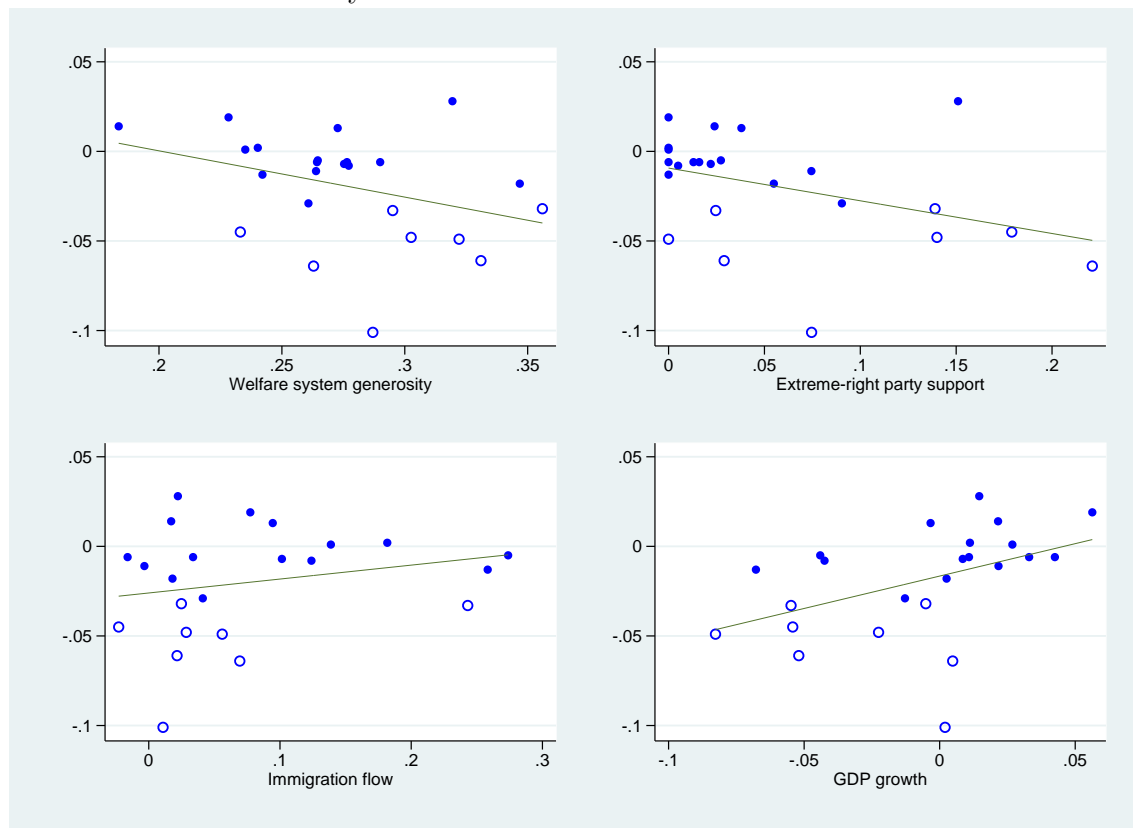 .05
0
-.05
-.1
.2 .25 .3 .35
Welfare system generosity
.05
0
-.05
-.1
0 .05 .1 .15 .2
Extreme-right party support
.05
0
-.05
-.1
0 .1 .2 .3
Immigration flow
.05
0
-.05
-.1
-.1 -.05 0 .05
GDP growth